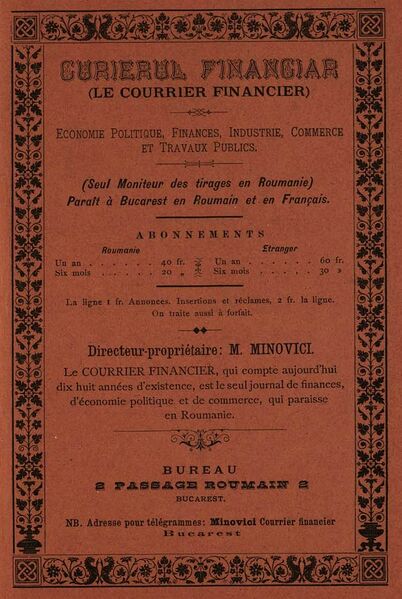 CURIERUL FINANCIAR
(LE COURRIER FINANCIER)
ECONOMIE POLITIQUE, FINANCES, INDUSTRIE, COMMERCE
ET TRAVAUX PUBLICS.
(Seul Moniteur des tirages en Roumanie)
Paraît à Bucarest en Roumain et en Français.
ABONNEMENTS
Roumanie Etranger
Un an . . . . . . . 40 fr. Un an . . . . . . . 60 fr.
Six mois . . . . . . 20 » Six mois . . . . . . 30 »
La ligne 1 fr. Annonces. Insertions et réclames, 2 fr. la ligne.
On traite aussi à forfait.
Directeur-propriétaire: M. MINOVICI.
Le COURRIER FINANCIER, qui compte aujourd'hui
dix huit années d'existence, est le seul journal de finances,
d'économie politique et de commerce, qui paraisse
en Roumanie.
BUREAU
2 PASSAGE ROUMAIN 2
BUCAREST.
NB. Adresse pour télégrammes: Minovici Courrier financier
Bucarest